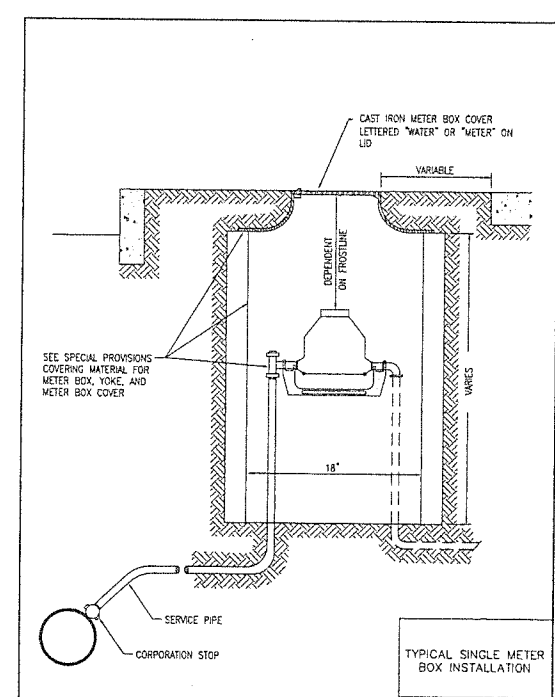 CAST IRON METER BOX COVER
LETTERED "WATER" OR "METER" ON
LID
VARIABLE
DEPENDENT
ON FROSTLINE
SEE SPECIAL PROVISIONS
COVERING MATERIAL FOR
METER BOX, YOKE, AND
METER BOX COVER
VARIES
18"
SERVICE PIPE
CORPORATION STOP
TYPICAL SINGLE METER
BOX INSTALLATION